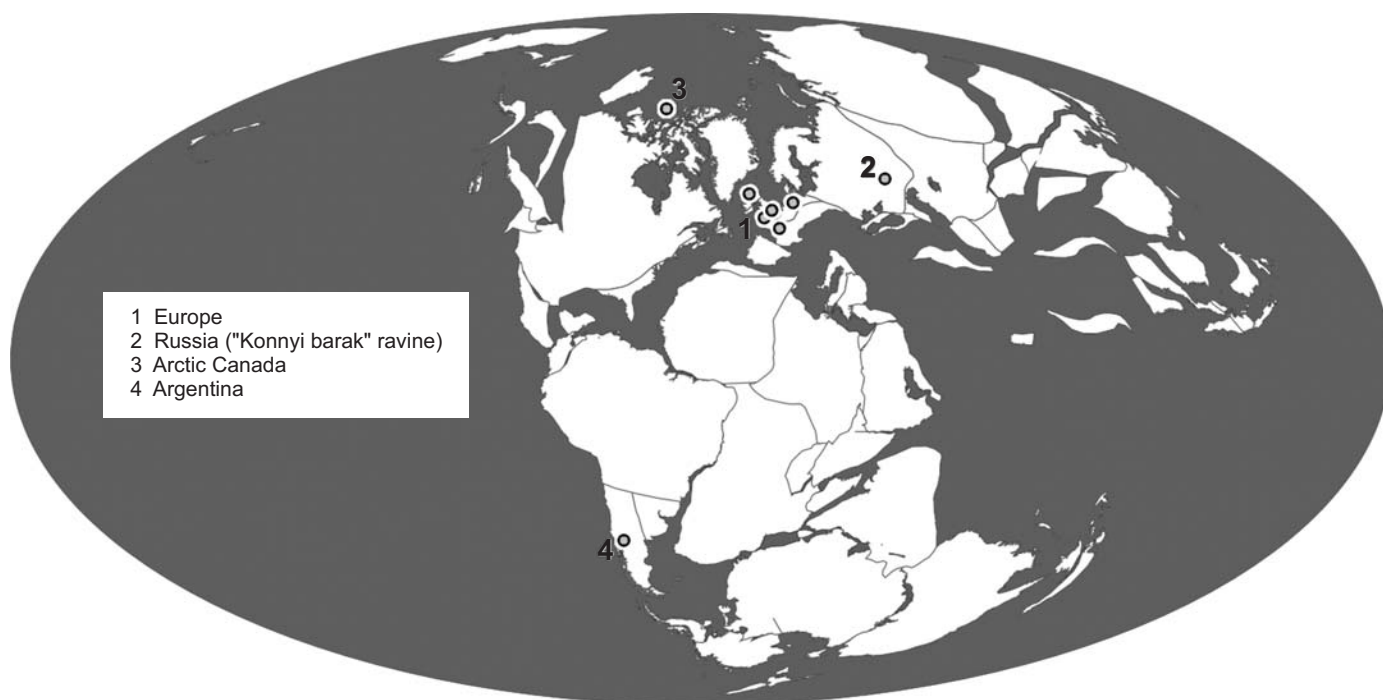 3
2
1
1 Europe
2 Russia ("Konnyi barak" ravine)
3 Arctic Canada
4 Argentina
4